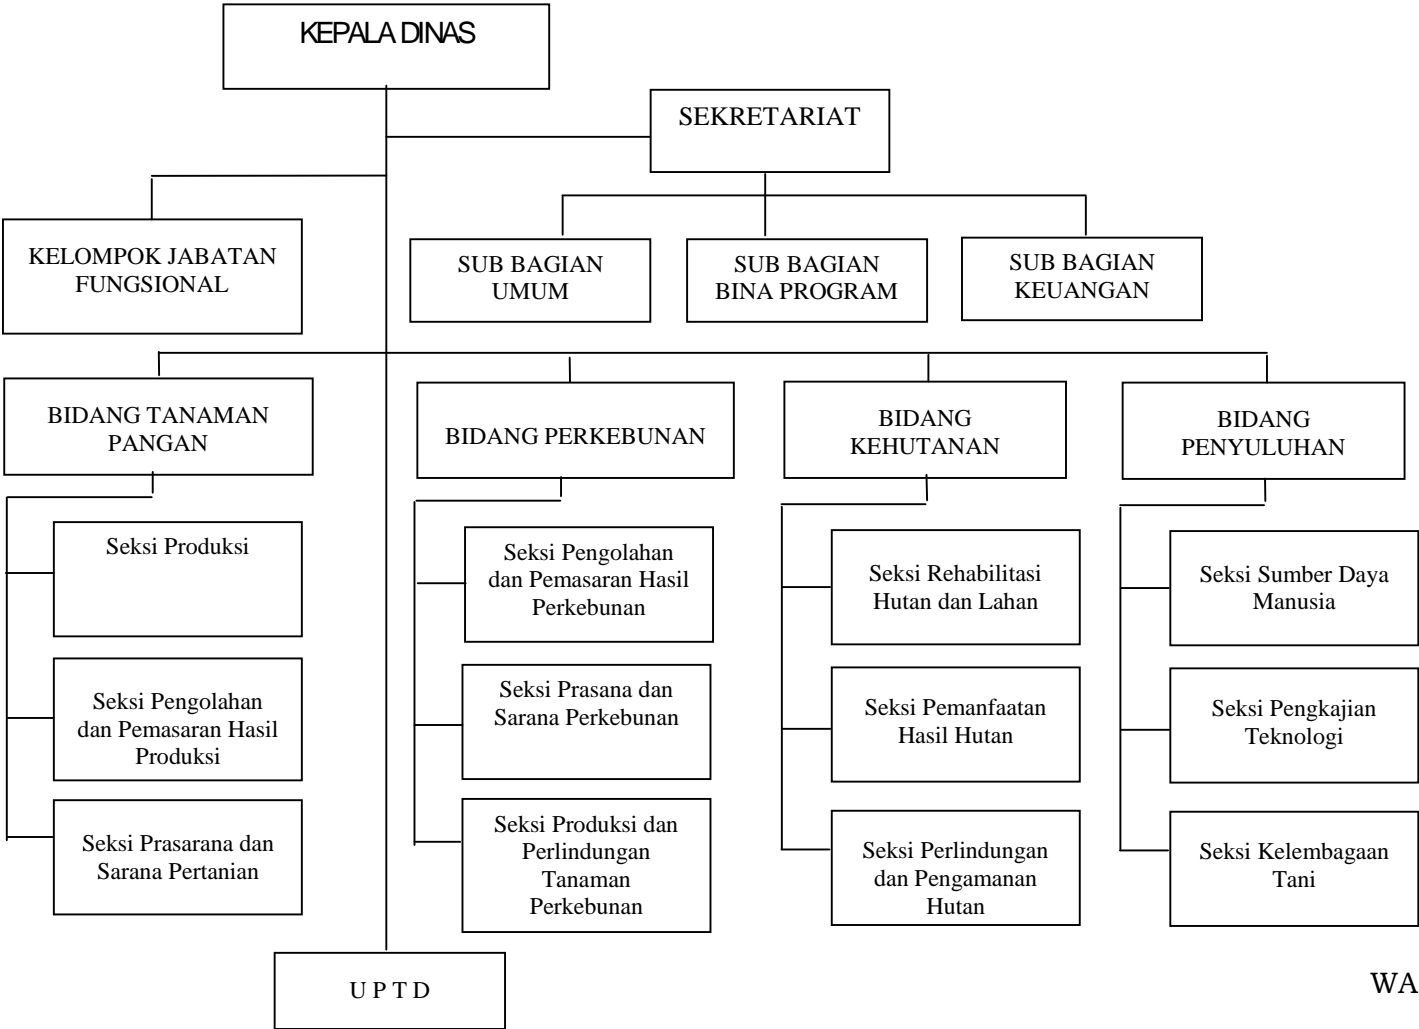 KEPALA DINAS
SEKRETARIAT
KELOMPOK JABATAN
FUNGSIONAL
SUB BAGIAN
UMUM
SUB BAGIAN
BINA PROGRAM
SUB BAGIAN
KEUANGAN
BIDANG TANAMAN
PANGAN
BIDANG PERKEBUNAN
BIDANG
KEHUTANAN
BIDANG
PENYULUHAN
Seksi Produksi
Seksi Pengolahan
dan Pemasaran Hasil
Produksi
Seksi Prasarana dan
Sarana Pertanian
Seksi Pengolahan
dan Pemasaran Hasil
Perkebunan
Seksi Prasana dan
Sarana Perkebunan
Seksi Produksi dan
Perlindungan
Tanaman
Perkebunan
Seksi Rehabilitasi
Hutan dan Lahan
Seksi Pemanfaatan
Hasil Hutan
Seksi Perlindungan
dan Pengamanan
Hutan
Seksi Sumber Daya
Manusia
Seksi Pengkajian
Teknologi
Seksi Kelembagaan
Tani
U P T D
WA